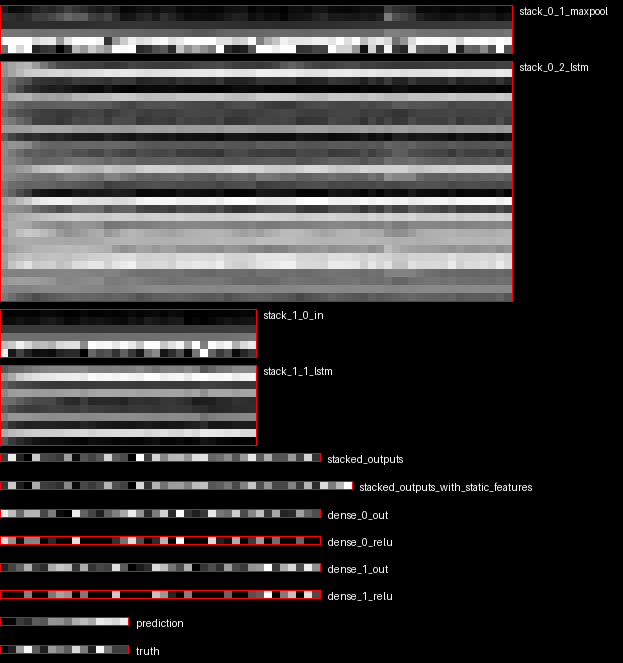 stack_0_1_maxpool
stack_0_2_lstm
stack_1_0_in
stack_1_1_lstm
stacked_outputs
stacked_outputs_with_static_features
dense_0_out
dense_0_relu
dense_1_out
dense_1_relu
prediction
truth